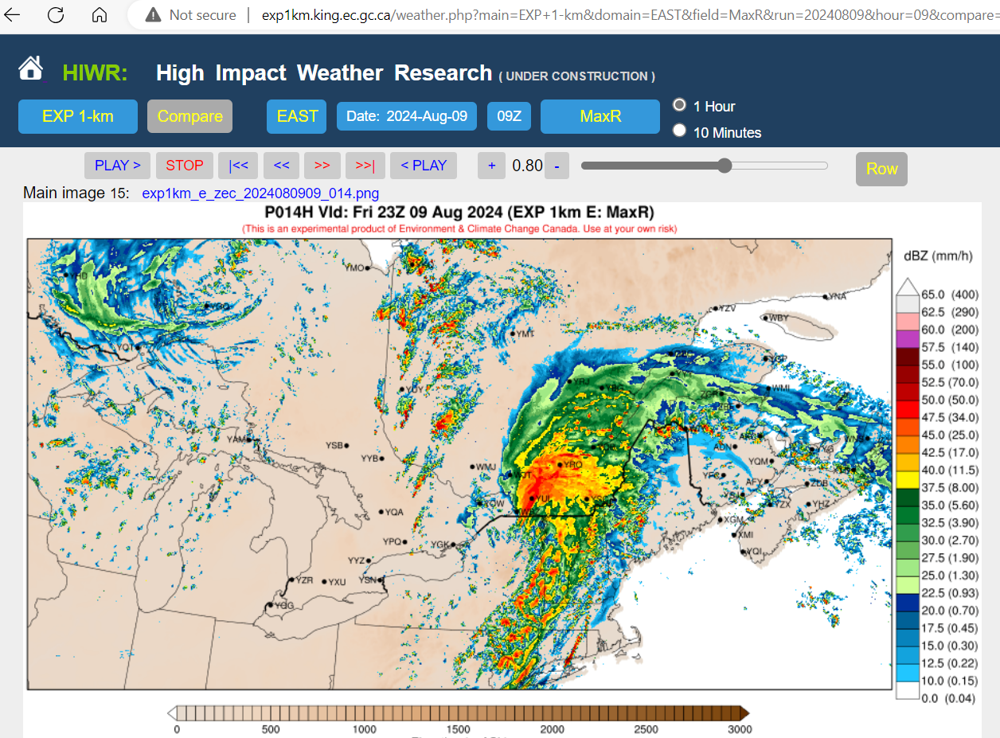 Not secure | exp1km.king.ec.gc.ca/weather.php?main=EXP+1-km&domain=EAST&field=MaxR&run=20240809&hour=09&compare=
HIWR: High Impact Weather Research ( UNDER CONSTRUCTION )
EXP 1-km Compare EAST Date: 2024-Aug-09 09Z MaxR
1 Hour
10 Minutes
PLAY > STOP |<< << >> >>| < PLAY + 0.80 - Row
Main image 15: exp1km_e_zec_2024080909_014.png
P014H Vld: Fri 23Z 09 Aug 2024 (EXP 1km E: MaxR)
(This is an experimental product of Environment & Climate Change Canada. Use at your own risk)
dBZ (mm/h)
65.0 (400)
62.5 (290)
60.0 (200)
57.5 (140)
55.0 (100)
52.5 (70.0)
50.0 (50.0)
47.5 (34.0)
45.0 (25.0)
42.5 (17.0)
40.0 (11.5)
37.5 (8.00)
35.0 (5.60)
32.5 (3.90)
30.0 (2.70)
27.5 (1.90)
25.0 (1.30)
22.5 (0.93)
20.0 (0.70)
17.5 (0.45)
15.0 (0.30)
12.5 (0.22)
10.0 (0.15)
0.0 (0.04)
YMO
YNA
YZV
WBY
YMT
YQT
YRJ
WMI
YUY
YAM
YSB
YYB
WMJ
YRQ
ADN
YQM
AFY
ZDB
YQW
YUL
YQA
YZX
YHZ
XGM
XMI
YQI
YPQ
YGK
YYZ
YZR
YXU
YSN
YQG
0 500 1000 1500 2000 2500 3000